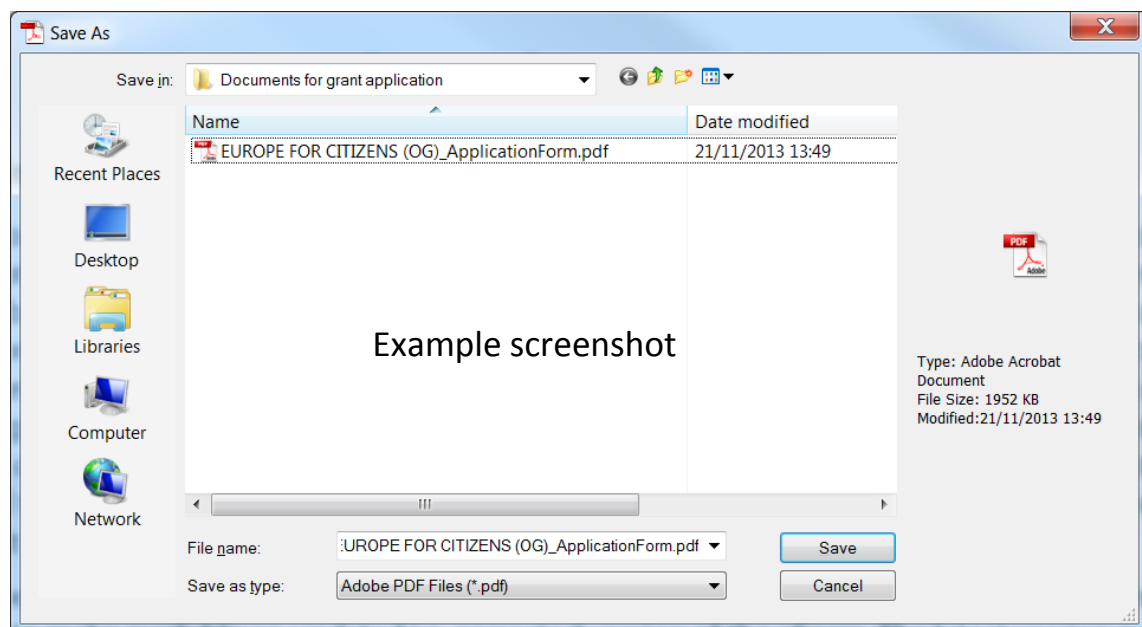 Save As
X
Save in: Documents for grant application
Name Date modified
EUROPE FOR CITIZENS (OG)_ApplicationForm.pdf 21/11/2013 13:49
Recent Places
Desktop
Libraries
Computer
Network
Example screenshot
PDF
Adobe
Type: Adobe Acrobat
Document
File Size: 1952 KB
Modified:21/11/2013 13:49
File name: EUROPE FOR CITIZENS (OG)_ApplicationForm.pdf Save
Save as type: Adobe PDF Files (*.pdf) Cancel